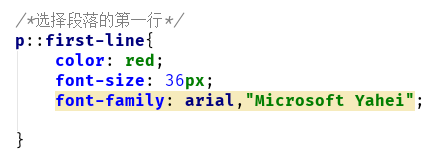 /*选择段落的第一行*/
p::first-line{
    color: red;
    font-size: 36px;
    font-family: arial,"Microsoft Yahei";
}